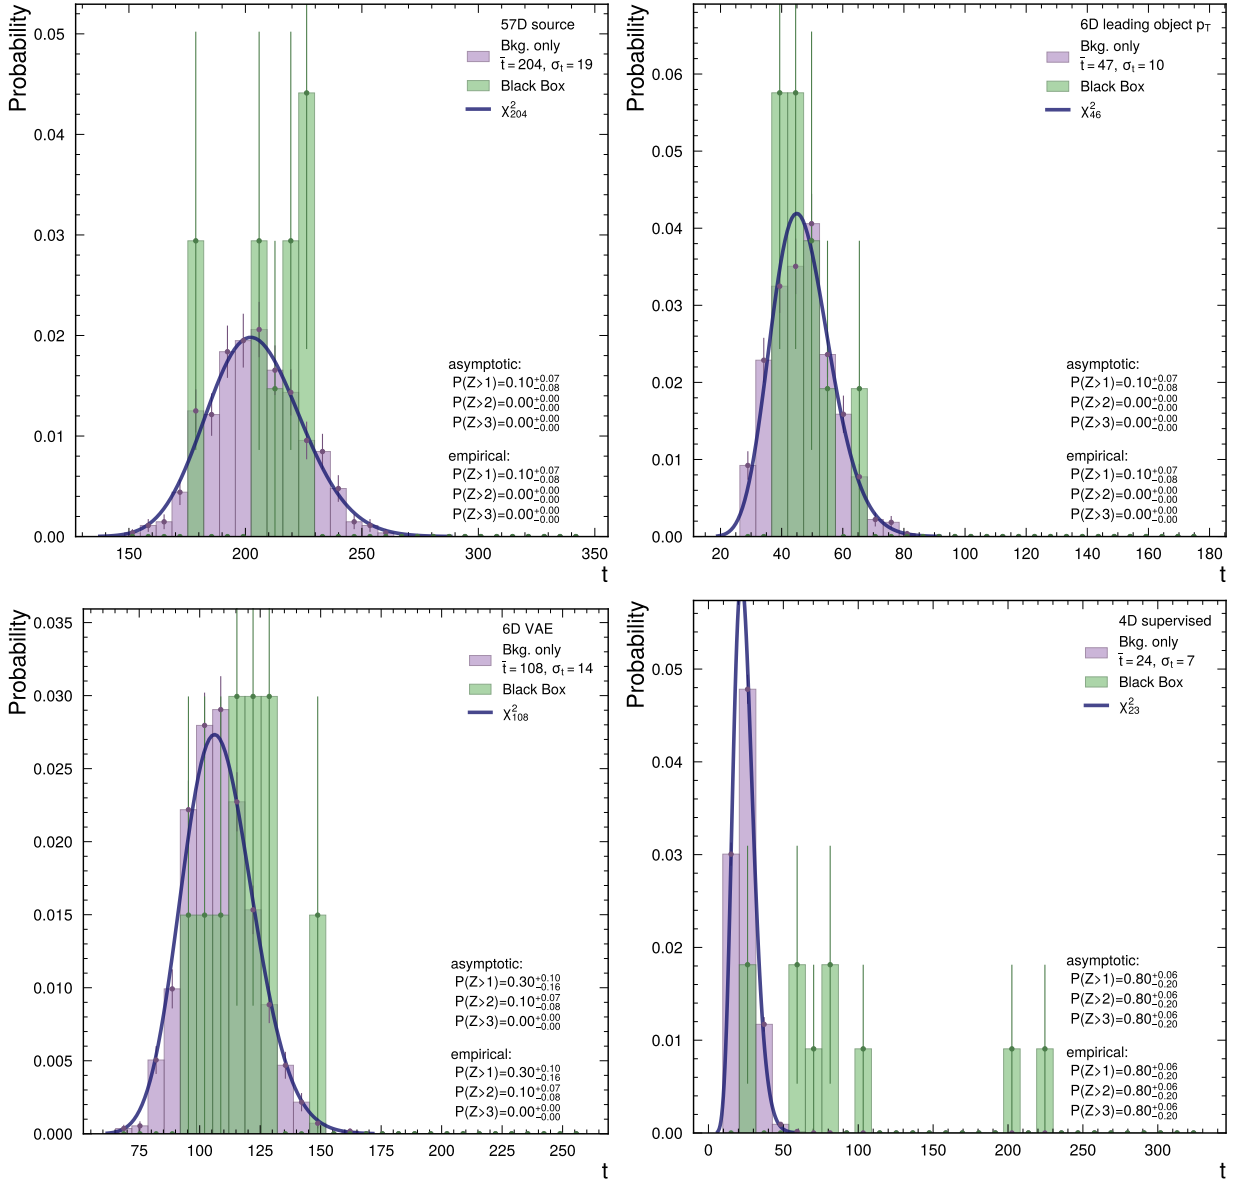 Probability
57D source
Bkg. only
t̄ = 204, σt = 19
Black Box
χ²204
asymptotic:
P(Z>1)=0.10+0.07−0.08
P(Z>2)=0.00+0.00−0.00
P(Z>3)=0.00+0.00−0.00
empirical:
P(Z>1)=0.10+0.07−0.08
P(Z>2)=0.00+0.00−0.00
P(Z>3)=0.00+0.00−0.00
0.05
0.04
0.03
0.02
0.01
0.00
150 200 250 300 350
t
Probability
6D leading object pT
Bkg. only
t̄ = 47, σt = 10
Black Box
χ²46
asymptotic:
P(Z>1)=0.10+0.07−0.08
P(Z>2)=0.00+0.00−0.00
P(Z>3)=0.00+0.00−0.00
empirical:
P(Z>1)=0.10+0.07−0.08
P(Z>2)=0.00+0.00−0.00
P(Z>3)=0.00+0.00−0.00
0.06
0.05
0.04
0.03
0.02
0.01
0.00
20 40 60 80 100 120 140 160 180
t
Probability
6D VAE
Bkg. only
t̄ = 108, σt = 14
Black Box
χ²108
asymptotic:
P(Z>1)=0.30+0.10−0.16
P(Z>2)=0.10+0.07−0.08
P(Z>3)=0.00+0.00−0.00
empirical:
P(Z>1)=0.30+0.10−0.16
P(Z>2)=0.10+0.07−0.08
P(Z>3)=0.00+0.00−0.00
0.035
0.030
0.025
0.020
0.015
0.010
0.005
0.000
75 100 125 150 175 200 225 250
t
Probability
4D supervised
Bkg. only
t̄ = 24, σt = 7
Black Box
χ²23
asymptotic:
P(Z>1)=0.80+0.06−0.20
P(Z>2)=0.80+0.06−0.20
P(Z>3)=0.80+0.06−0.20
empirical:
P(Z>1)=0.80+0.06−0.20
P(Z>2)=0.80+0.06−0.20
P(Z>3)=0.80+0.06−0.20
0.05
0.04
0.03
0.02
0.01
0.00
0 50 100 150 200 250 300
t